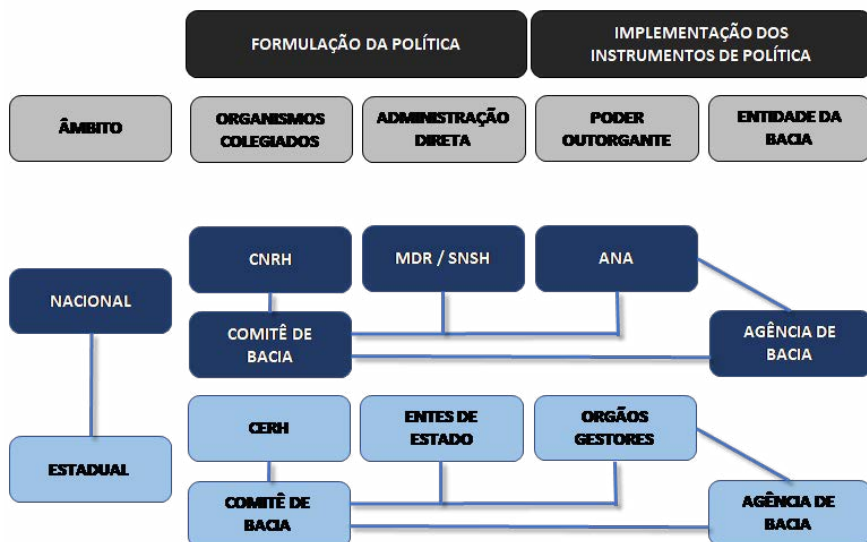 FORMULAÇÃO DA POLÍTICA
IMPLEMENTAÇÃO DOS
INSTRUMENTOS DE POLÍTICA
ÂMBITO
ORGANISMOS
COLEGIADOS
ADMINISTRAÇÃO
DIRETA
PODER
OUTORGANTE
ENTIDADE DA
BACIA
NACIONAL
CNRH
MDR / SNSH
ANA
COMITÊ DE
BACIA
AGÊNCIA DE
BACIA
ESTADUAL
CERH
ENTES DE
ESTADO
ORGÃOS
GESTORES
COMITÊ DE
BACIA
AGÊNCIA DE
BACIA